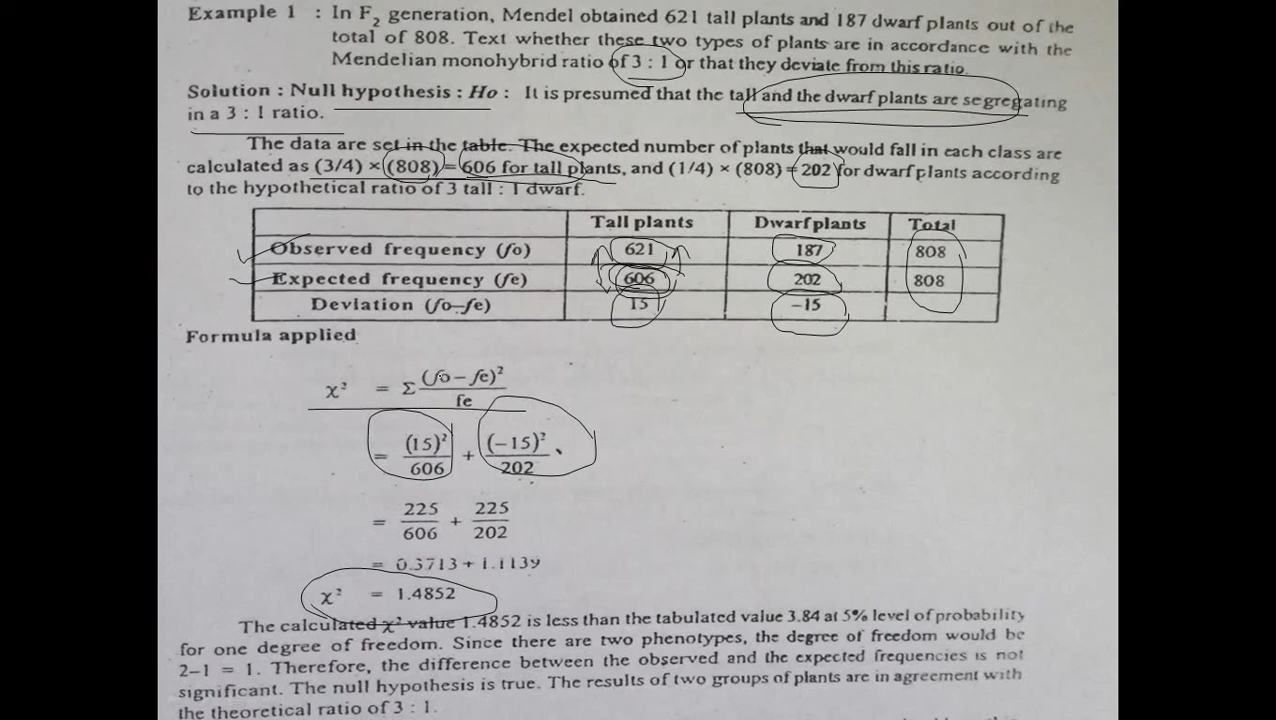 Example 1 : In F2 generation, Mendel obtained 621 tall plants and 187 dwarf plants out of the
total of 808. Text whether these two types of plants are in accordance with the
Mendelian monohybrid ratio of 3 : 1 or that they deviate from this ratio.
Solution : Null hypothesis : Ho : It is presumed that the tall and the dwarf plants are segregating
in a 3 : 1 ratio.
The data are set in the table. The expected number of plants that would fall in each class are
calculated as (3/4) × (808) = 606 for tall plants, and (1/4) × (808) = 202 for dwarf plants according
to the hypothetical ratio of 3 tall : 1 dwarf.
Tall plants Dwarf plants Total
Observed frequency (fo) 621 187 808
Expected frequency (fe) 606 202 808
Deviation (fo–fe) 15 –15
Formula applied
χ² = Σ (fo – fe)² / fe
= (15)² / 606 + (–15)² / 202
= 225 / 606 + 225 / 202
= 0.3713 + 1.1139
χ² = 1.4852
The calculated χ² value 1.4852 is less than the tabulated value 3.84 at 5% level of probability
for one degree of freedom. Since there are two phenotypes, the degree of freedom would be
2–1 = 1. Therefore, the difference between the observed and the expected frequencies is not
significant. The null hypothesis is true. The results of two groups of plants are in agreement with
the theoretical ratio of 3 : 1.